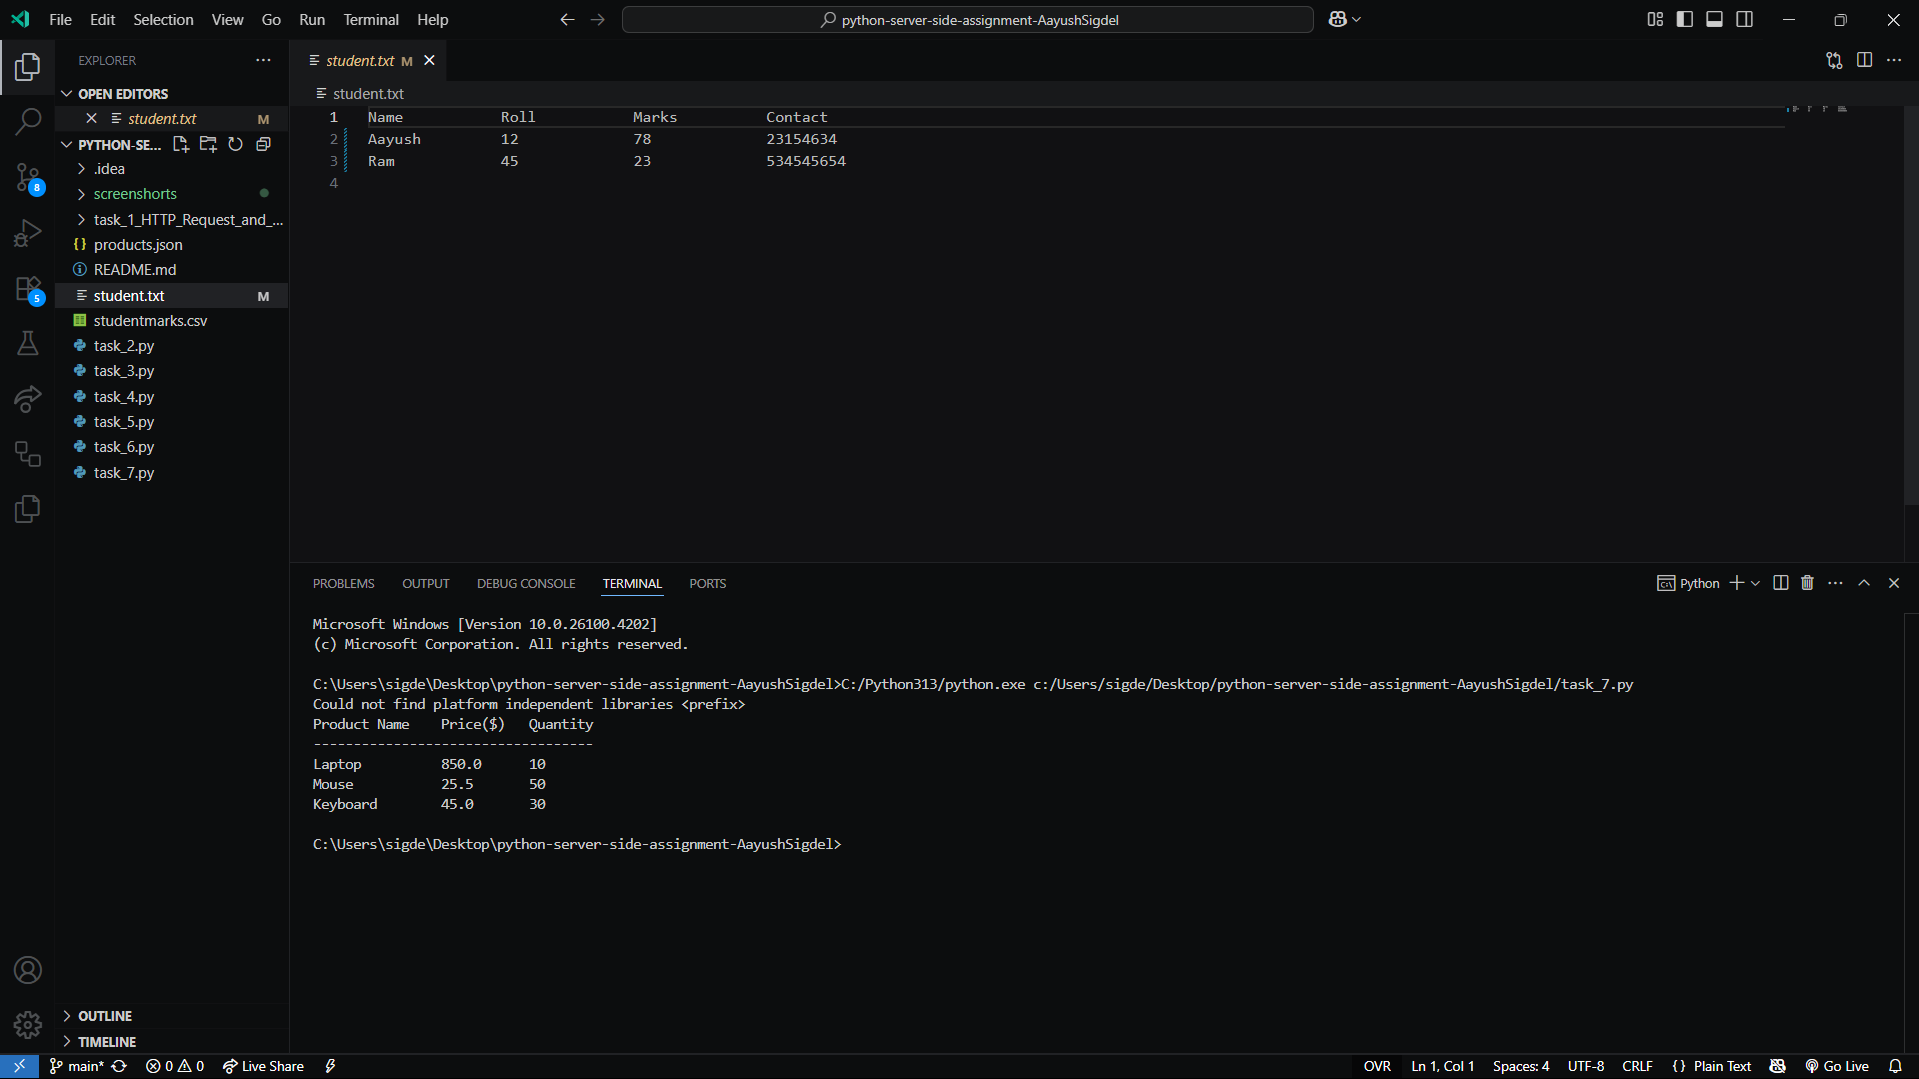 File Edit Selection View Go Run Terminal Help
python-server-side-assignment-AayushSigdel
EXPLORER
OPEN EDITORS
student.txt M
PYTHON-SE...
.idea
screenshorts
task_1_HTTP_Request_and_...
products.json
README.md
student.txt M
studentmarks.csv
task_2.py
task_3.py
task_4.py
task_5.py
task_6.py
task_7.py
OUTLINE
TIMELINE
8
5
student.txt M
student.txt
1 Name Roll Marks Contact
2 Aayush 12 78 23154634
3 Ram 45 23 534545654
4
PROBLEMS OUTPUT DEBUG CONSOLE TERMINAL PORTS
Python
Microsoft Windows [Version 10.0.26100.4202]
(c) Microsoft Corporation. All rights reserved.
C:\Users\sigde\Desktop\python-server-side-assignment-AayushSigdel>C:/Python313/python.exe c:/Users/sigde/Desktop/python-server-side-assignment-AayushSigdel/task_7.py
Could not find platform independent libraries <prefix>
Product Name Price($) Quantity
-----------------------------------
Laptop 850.0 10
Mouse 25.5 50
Keyboard 45.0 30
C:\Users\sigde\Desktop\python-server-side-assignment-AayushSigdel>
main* 0 0 Live Share OVR Ln 1, Col 1 Spaces: 4 UTF-8 CRLF {} Plain Text Go Live